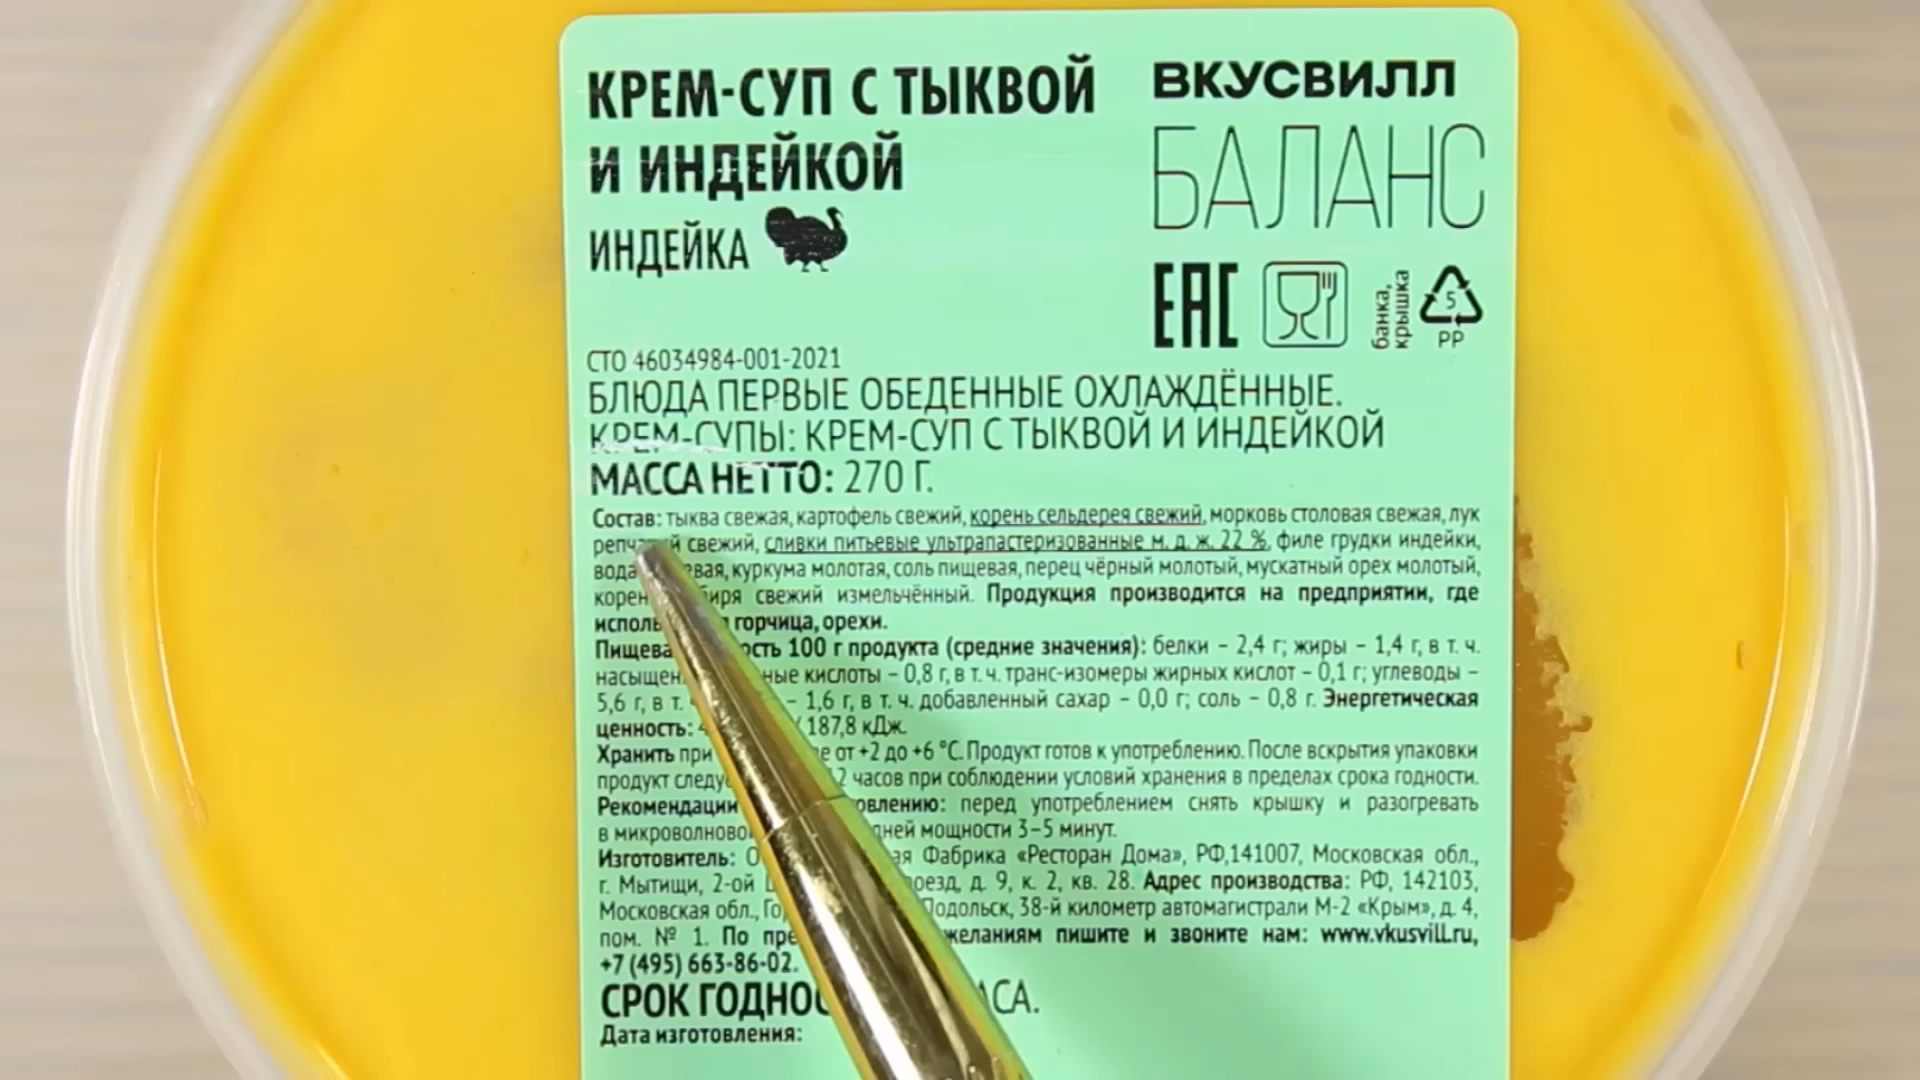 КРЕМ-СУП С ТЫКВОЙ
И ИНДЕЙКОЙ
ИНДЕЙКА
ВКУСВИЛЛ
БАЛАНС
EAC
банка,
крышка
5
PP
СТО 46034984-001-2021
БЛЮДА ПЕРВЫЕ ОБЕДЕННЫЕ ОХЛАЖДЁННЫЕ.
КРЕМ-СУПЫ: КРЕМ-СУП С ТЫКВОЙ И ИНДЕЙКОЙ
МАССА НЕТТО: 270 Г.
Состав: тыква свежая, картофель свежий, корень сельдерея свежий, морковь столовая свежая, лук
свежий, сливки питьевые ультрапастеризованные м. д. ж. 22 %, филе грудки индейки,
вода куркума молотая, соль пищевая, перец чёрный молотый, мускатный орех молотый,
свежий измельчённый. Продукция производится на предприятии, где
горчица, орехи.
100 г продукта (средние значения): белки – 2,4 г; жиры – 1,4 г, в т. ч.
кислоты – 0,8 г, в т. ч. транс-изомеры жирных кислот – 0,1 г; углеводы –
5,6 г, в т. – 1,6 г, в т. ч. добавленный сахар – 0,0 г; соль – 0,8 г. Энергетическая
ценность: 187,8 кДж.
Хранить при от +2 до +6 °С. Продукт готов к употреблению. После вскрытия упаковки
продукт часов при соблюдении условий хранения в пределах срока годности.
Рекомендации перед употреблением снять крышку и разогревать
в мощности 3–5 минут.
Изготовитель: Фабрика «Ресторан Дома», РФ,141007, Московская обл.,
г. Мытищи, 2-ой д. 9, к. 2, кв. 28. Адрес производства: РФ, 142103,
Московская обл., Подольск, 38-й километр автомагистрали М-2 «Крым», д. 4,
пом. № 1. По пишите и звоните нам: www.vkusvill.ru,
+7 (495) 663-86-02.
СРОК
Дата изготовления: